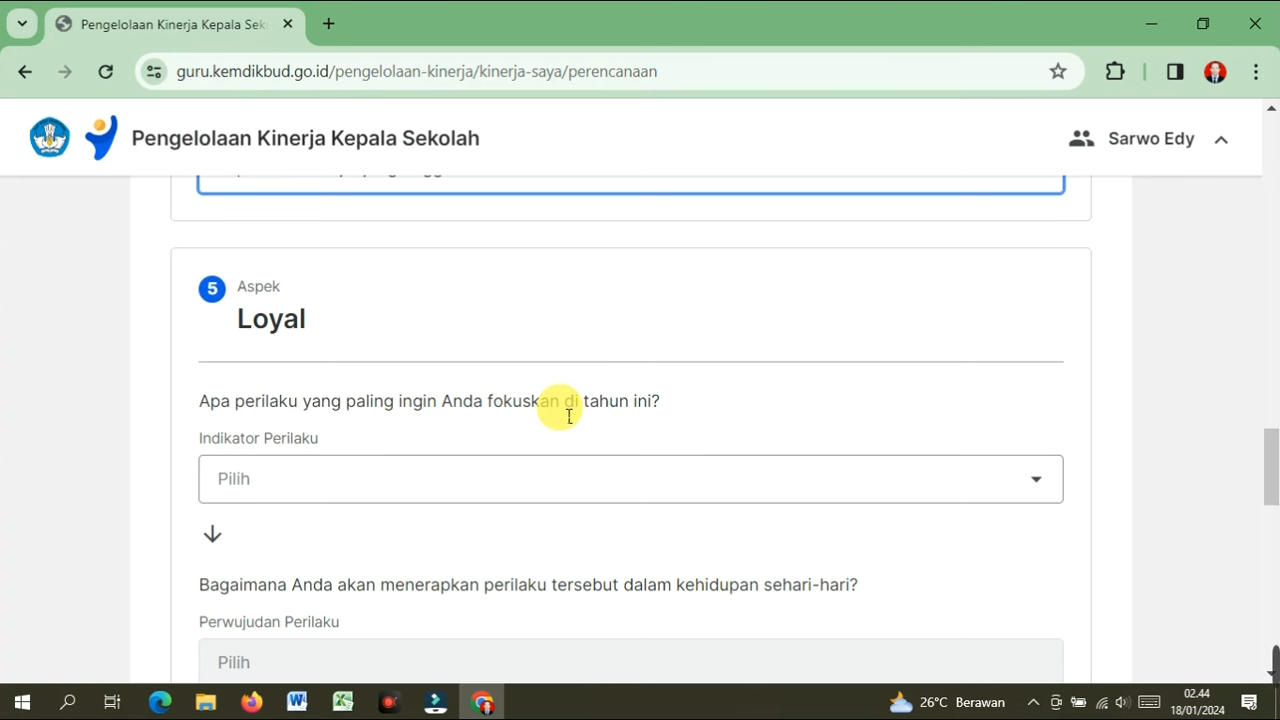 Pengelolaan Kinerja Kepala Sek
guru.kemdikbud.go.id/pengelolaan-kinerja/kinerja-saya/perencanaan
Pengelolaan Kinerja Kepala Sekolah
Sarwo Edy
5
Aspek
Loyal
Apa perilaku yang paling ingin Anda fokuskan di tahun ini?
Indikator Perilaku
Pilih
Bagaimana Anda akan menerapkan perilaku tersebut dalam kehidupan sehari-hari?
Perwujudan Perilaku
Pilih
26°C Berawan
02.44
18/01/2024